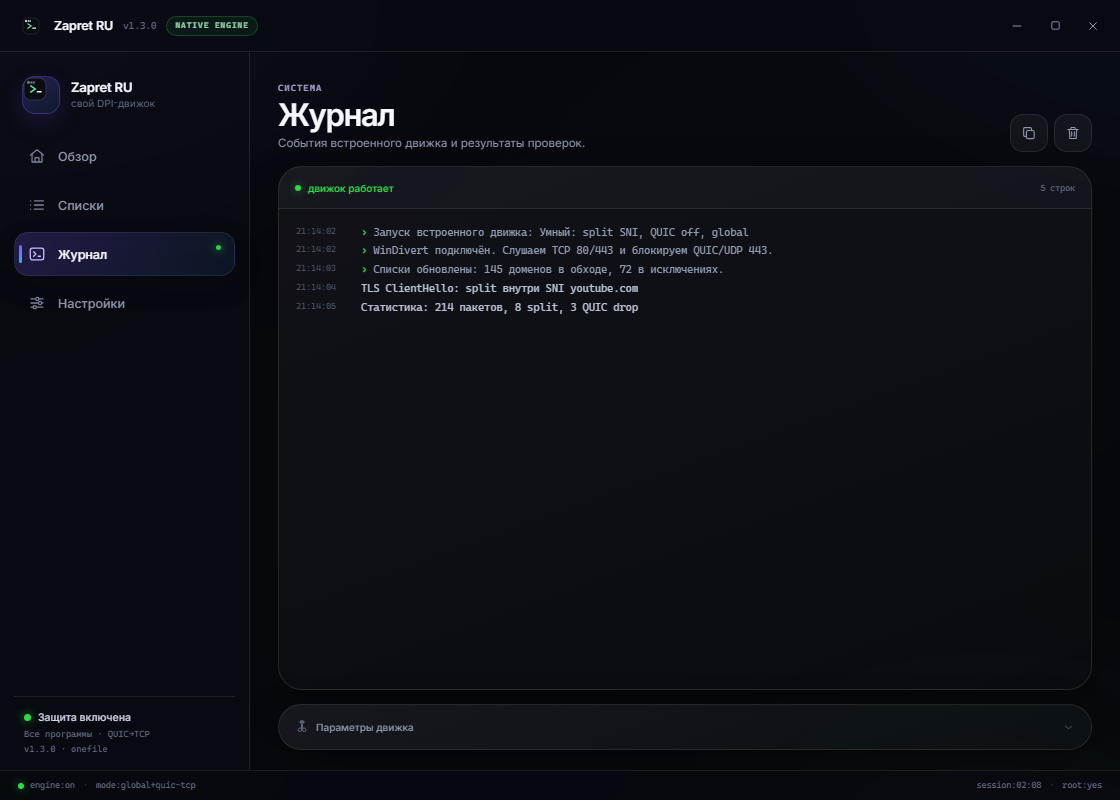 Zapret RU v1.3.0 NATIVE ENGINE
Zapret RU
свой DPI-движок
Обзор
Списки
Журнал
Настройки
Защита включена
Все программы · QUIC→TCP
v1.3.0 · onefile
СИСТЕМА
Журнал
События встроенного движка и результаты проверок.
движок работает 5 строк
21:14:02 › Запуск встроенного движка: Умный: split SNI, QUIC off, global
21:14:02 › WinDivert подключён. Слушаем TCP 80/443 и блокируем QUIC/UDP 443.
21:14:03 › Списки обновлены: 145 доменов в обходе, 72 в исключениях.
21:14:04 TLS ClientHello: split внутри SNI youtube.com
21:14:05 Статистика: 214 пакетов, 8 split, 3 QUIC drop
Параметры движка
engine:on · mode:global+quic-tcp session:02:08 · root:yes